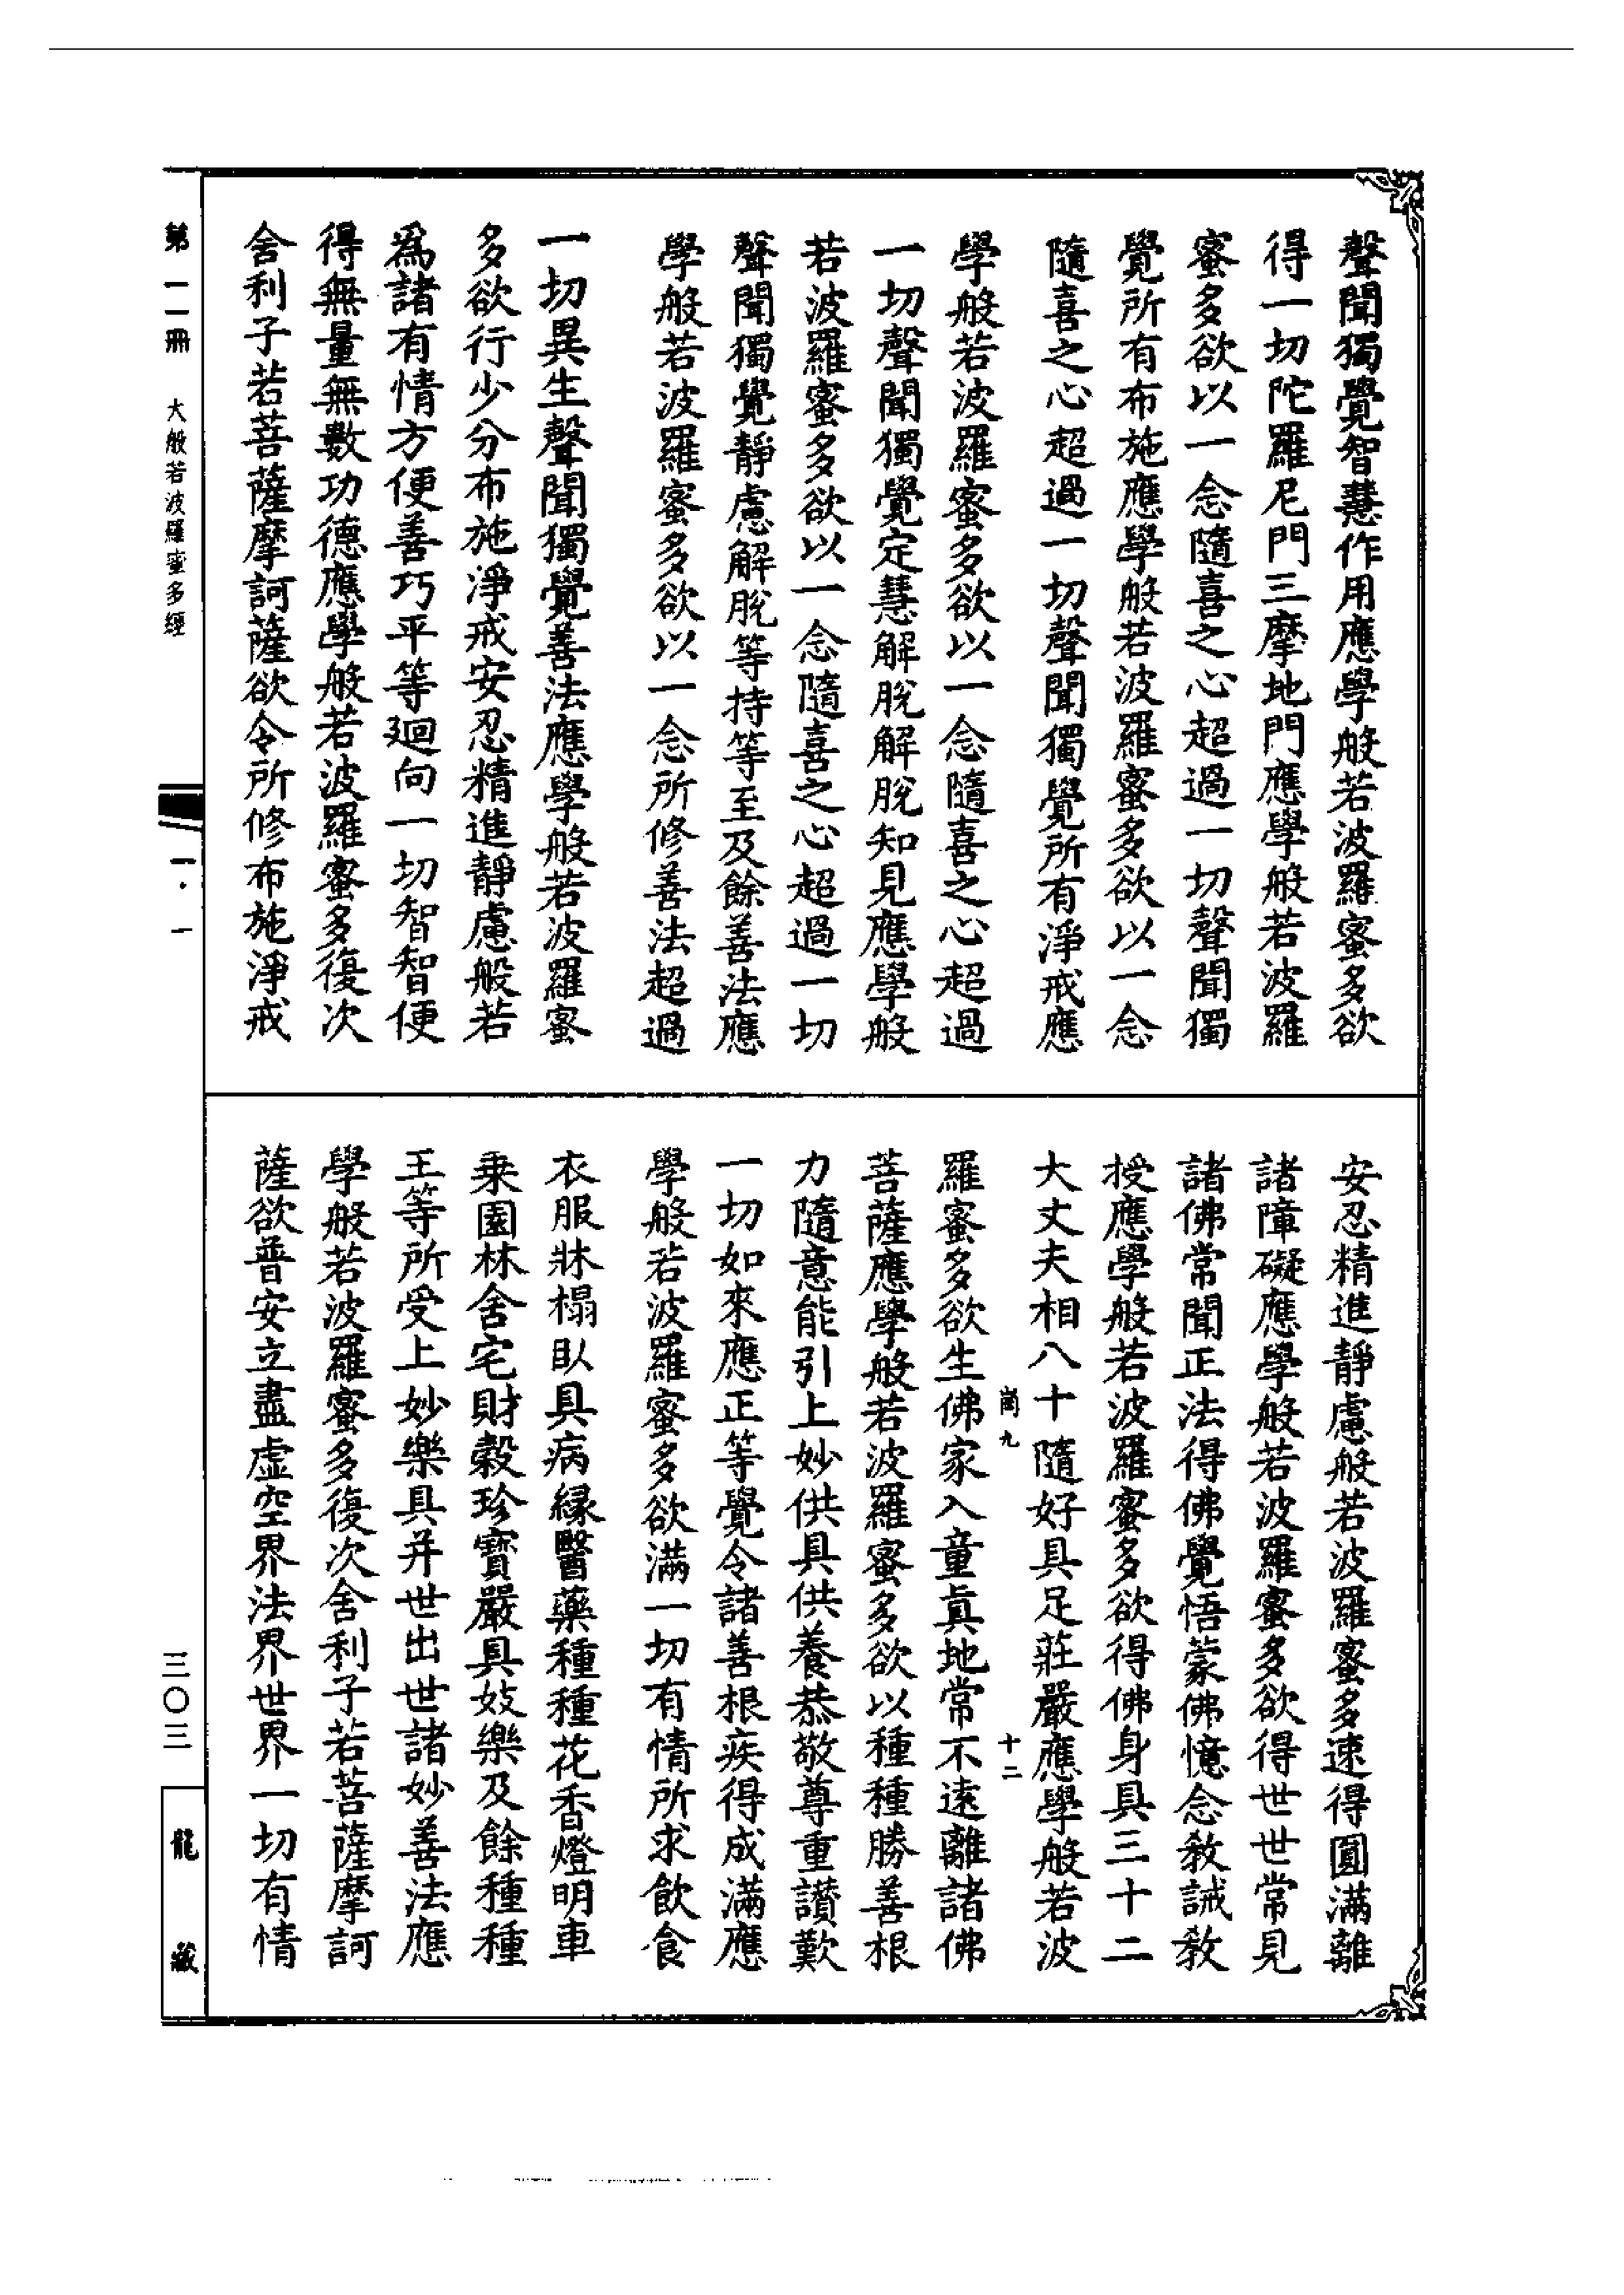 聲聞獨覺智慧作用應學般若波羅蜜多欲
得一切陀羅尼門三摩地門應學般若波羅
蜜多欲以一念隨喜之心超過一切聲聞獨
覺所有布施應學般若波羅蜜多欲以一念
隨喜之心超過一切聲聞獨覺所有淨戒應
學般若波羅蜜多欲以一念隨喜之心超過
一切聲聞獨覺定慧解脫解脫知見應學般
若波羅蜜多欲以一念隨喜之心超過一切
聲聞獨覺靜慮解脫等持等至及餘善法應
學般若波羅蜜多欲以一念所修善法超過
一切異生聲聞獨覺善法應學般若波羅蜜
多欲行少分布施淨戒安忍精進靜慮般若
為諸有情方便善巧平等迴向一切智智便
得無量無數功德應學般若波羅蜜多復次
舍利子若菩薩摩訶薩欲令所修布施淨戒
安忍精進靜慮般若波羅蜜多速得圓滿離
諸障礙應學般若波羅蜜多欲得世世常見
諸佛常聞正法得佛覺悟蒙佛憶念教誡教
授應學般若波羅蜜多欲得佛身具三十二
大丈夫相八十隨好具足莊嚴應學般若波
崗九 十二
羅蜜多欲生佛家入童真地常不遠離諸佛
菩薩應學般若波羅蜜多欲以種種勝善根
力隨意能引上妙供具供養恭敬尊重讚歎
一切如來應正等覺令諸善根疾得成滿應
學般若波羅蜜多欲滿一切有情所求飲食
衣服牀榻臥具病緣醫藥種種花香燈明車
乘園林舍宅財穀珍寶嚴具妓樂及餘種種
王等所受上妙樂具并世出世諸妙善法應
學般若波羅蜜多復次舍利子若菩薩摩訶
薩欲普安立盡虛空界法界世界一切有情
第一一冊 大般若波羅蜜多經
一·一
三〇三
龍藏